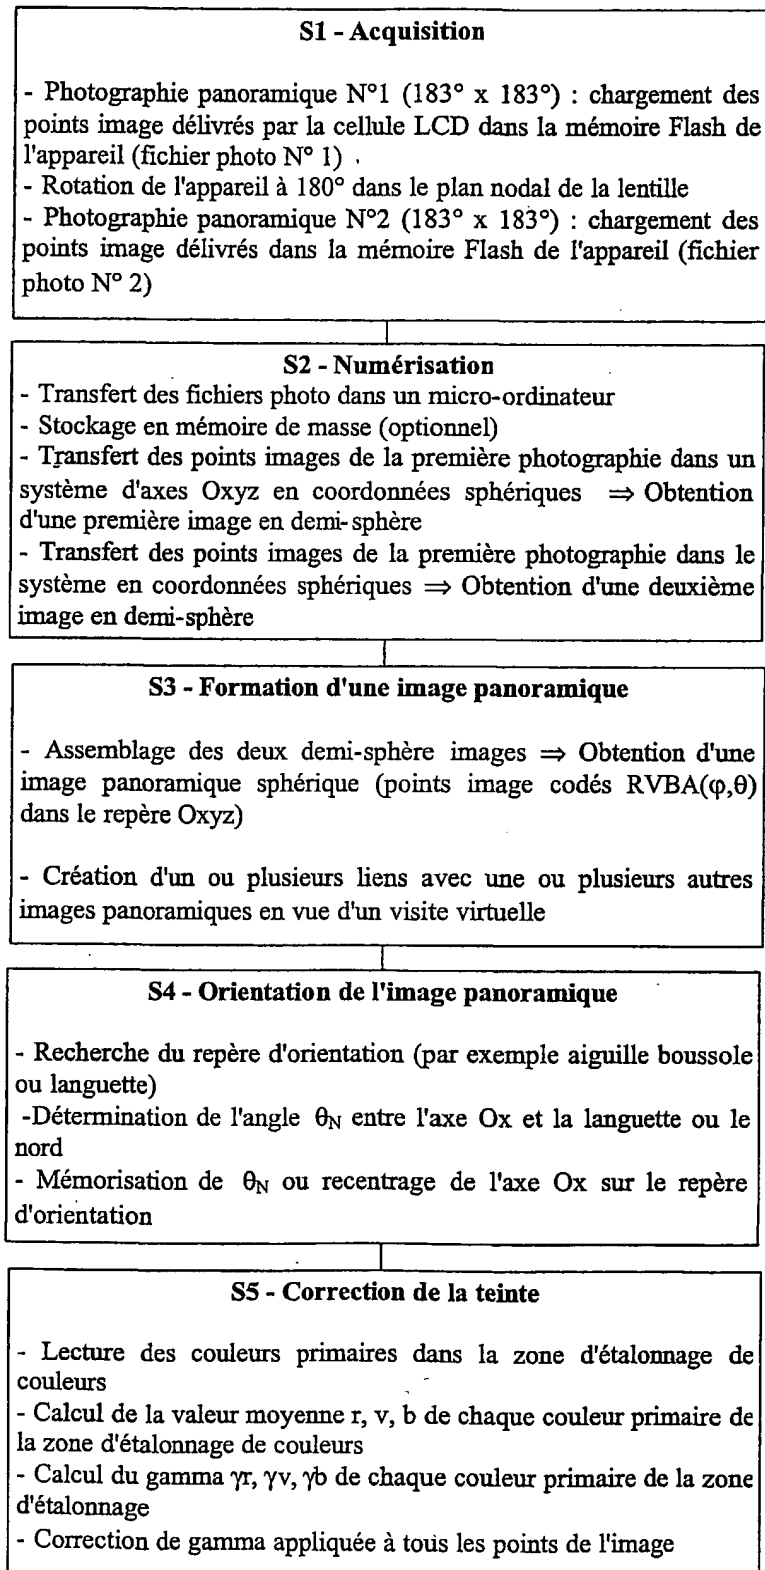 S1 - Acquisition
- Photographie panoramique N°1 (183° x 183°) : chargement des
points image délivrés par la cellule LCD dans la mémoire Flash de
l'appareil (fichier photo N° 1) .
- Rotation de l'appareil à 180° dans le plan nodal de la lentille
- Photographie panoramique N°2 (183° x 183°) : chargement des
points image délivrés dans la mémoire Flash de l'appareil (fichier
photo N° 2)
S2 - Numérisation
- Transfert des fichiers photo dans un micro-ordinateur
- Stockage en mémoire de masse (optionnel)
- Transfert des points images de la première photographie dans un
système d'axes Oxyz en coordonnées sphériques ⇒ Obtention
d'une première image en demi-sphère
- Transfert des points images de la première photographie dans le
système en coordonnées sphériques ⇒ Obtention d'une deuxième
image en demi-sphère
S3 - Formation d'une image panoramique
- Assemblage des deux demi-sphère images ⇒ Obtention d'une
image panoramique sphérique (points image codés RVBA(φ,θ)
dans le repère Oxyz)
- Création d'un ou plusieurs liens avec une ou plusieurs autres
images panoramiques en vue d'un visite virtuelle
S4 - Orientation de l'image panoramique
- Recherche du repère d'orientation (par exemple aiguille boussole
ou languette)
-Détermination de l'angle θN entre l'axe Ox et la languette ou le
nord
- Mémorisation de θN ou recentrage de l'axe Ox sur le repère
d'orientation
S5 - Correction de la teinte
- Lecture des couleurs primaires dans la zone d'étalonnage de
couleurs
- Calcul de la valeur moyenne r, v, b de chaque couleur primaire de
la zone d'étalonnage de couleurs
- Calcul du gamma γr, γv, γb de chaque couleur primaire de la zone
d'étalonnage
- Correction de gamma appliquée à tous les points de l'image